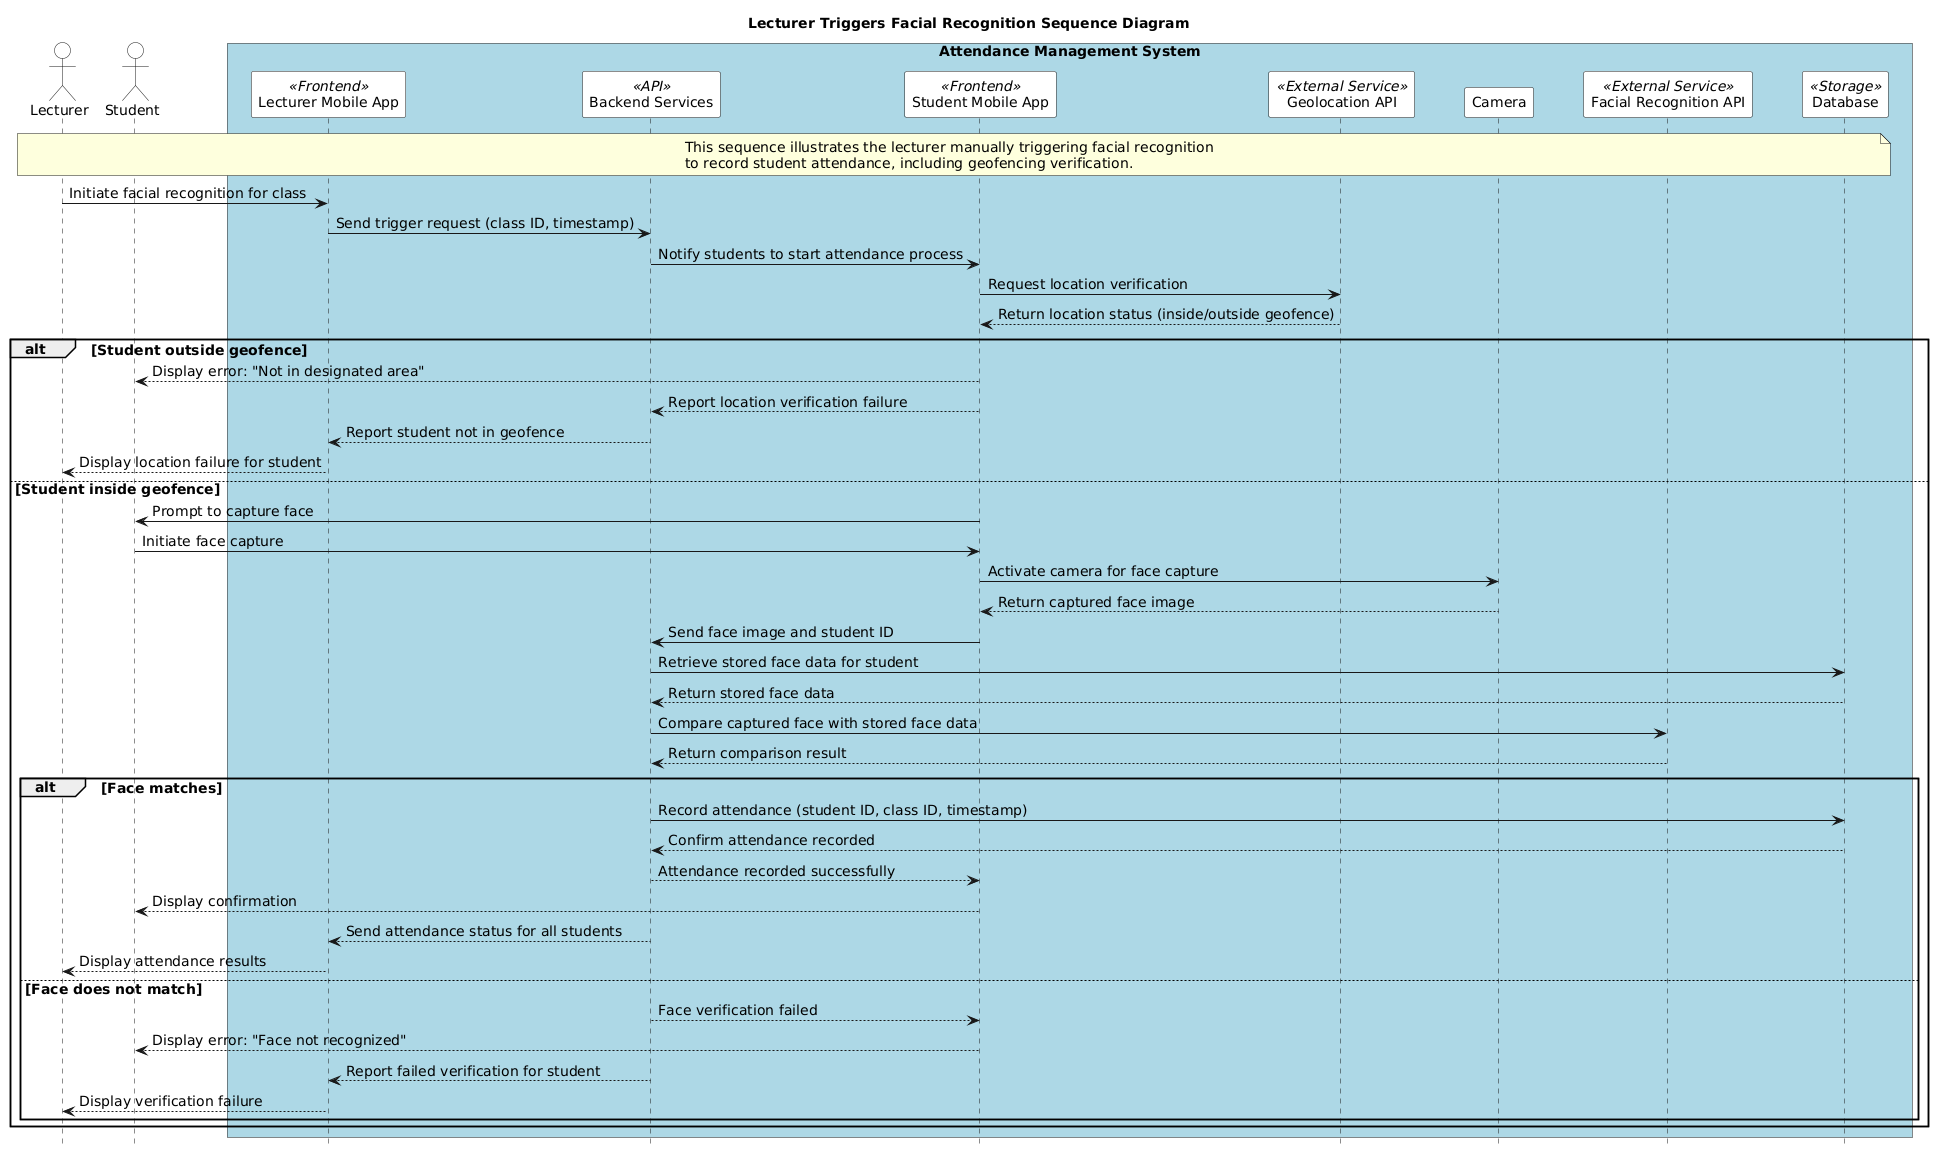 Lecturer Triggers Facial Recognition Sequence Diagram
Attendance Management System
Lecturer
Student
«Frontend»
Lecturer Mobile App
«API»
Backend Services
«Frontend»
Student Mobile App
«External Service»
Geolocation API
Camera
«External Service»
Facial Recognition API
«Storage»
Database
This sequence illustrates the lecturer manually triggering facial recognition
to record student attendance, including geofencing verification.
Initiate facial recognition for class
Send trigger request (class ID, timestamp)
Notify students to start attendance process
Request location verification
Return location status (inside/outside geofence)
alt [Student outside geofence]
Display error: "Not in designated area"
Report location verification failure
Report student not in geofence
Display location failure for student
[Student inside geofence]
Prompt to capture face
Initiate face capture
Activate camera for face capture
Return captured face image
Send face image and student ID
Retrieve stored face data for student
Return stored face data
Compare captured face with stored face data
Return comparison result
alt [Face matches]
Record attendance (student ID, class ID, timestamp)
Confirm attendance recorded
Attendance recorded successfully
Display confirmation
Send attendance status for all students
Display attendance results
[Face does not match]
Face verification failed
Display error: "Face not recognized"
Report failed verification for student
Display verification failure